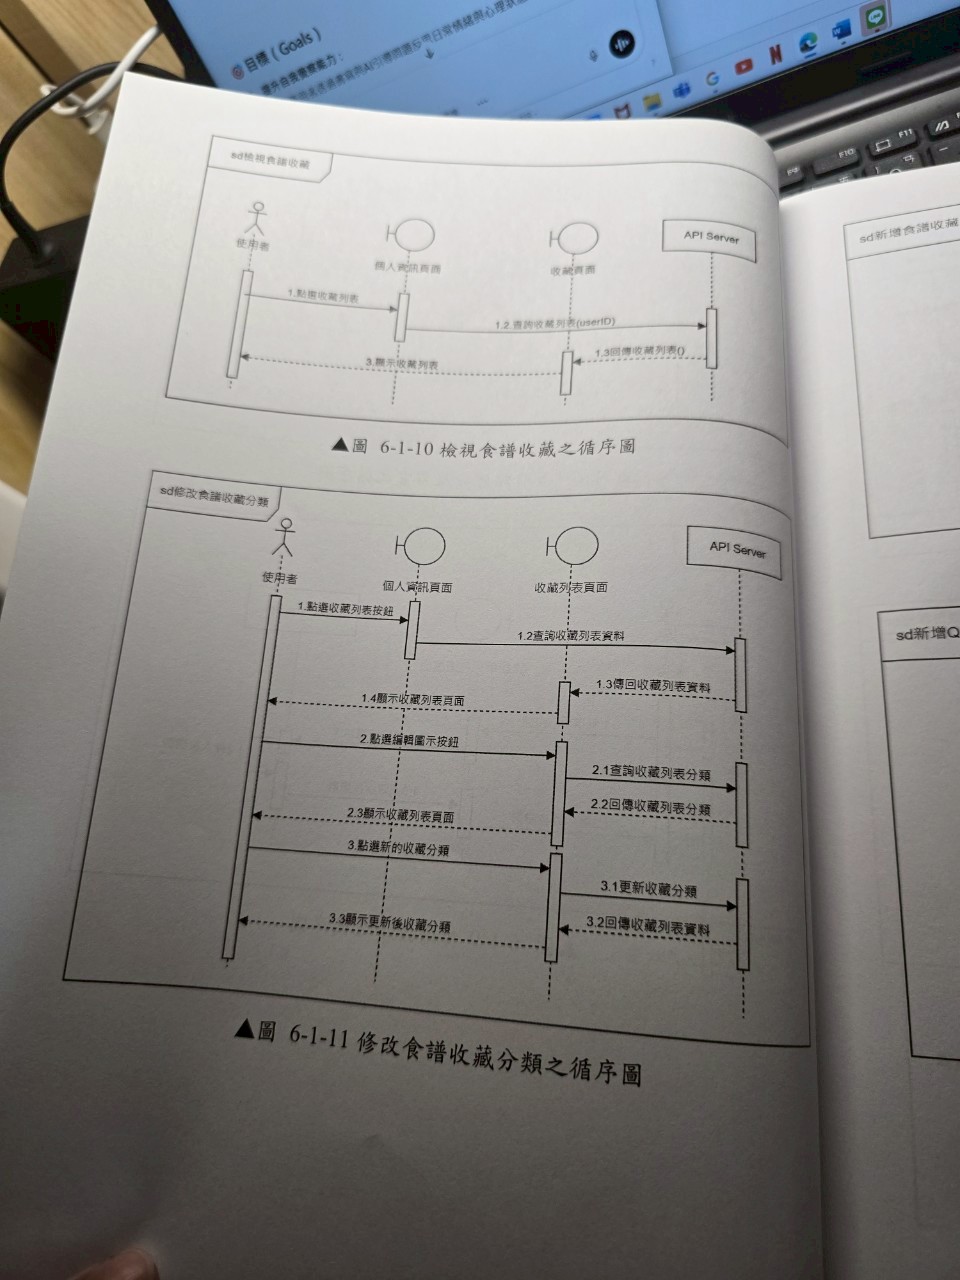 目標（Goals）
sd檢視食譜收藏
使用者
個人資訊頁面
收藏頁面
API Server
1.點選收藏列表
1.2.查詢收藏列表(userID)
1.3回傳收藏列表()
3.顯示收藏列表
▲圖 6-1-10 檢視食譜收藏之循序圖
sd修改食譜收藏分類
使用者
個人資訊頁面
收藏列表頁面
API Server
1.點選收藏列表按鈕
1.2查詢收藏列表資料
1.3傳回收藏列表資料
1.4顯示收藏列表頁面
2.點選編輯圖示按鈕
2.1查詢收藏列表分類
2.2回傳收藏列表分類
2.3顯示收藏列表頁面
3.點選新的收藏分類
3.1更新收藏分類
3.2回傳收藏列表資料
3.3顯示更新後收藏分類
▲圖 6-1-11 修改食譜收藏分類之循序圖
sd新增食譜收藏
sd新增Q
F10
F11